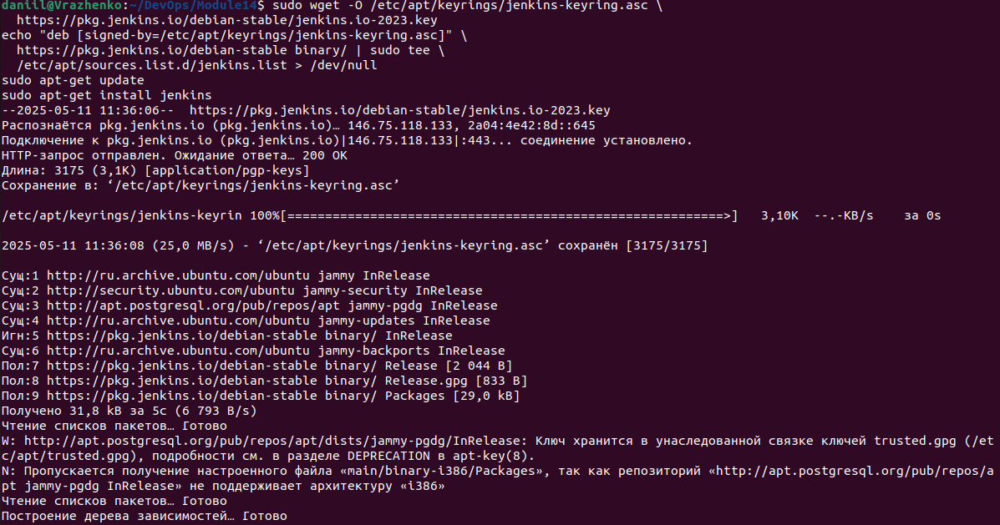 daniil@Vrazhenko:~/DevOps/Module14$ sudo wget -O /etc/apt/keyrings/jenkins-keyring.asc \
  https://pkg.jenkins.io/debian-stable/jenkins.io-2023.key
echo "deb [signed-by=/etc/apt/keyrings/jenkins-keyring.asc]" \
  https://pkg.jenkins.io/debian-stable binary/ | sudo tee \
  /etc/apt/sources.list.d/jenkins.list > /dev/null
sudo apt-get update
sudo apt-get install jenkins
--2025-05-11 11:36:06--  https://pkg.jenkins.io/debian-stable/jenkins.io-2023.key
Распознаётся pkg.jenkins.io (pkg.jenkins.io)… 146.75.118.133, 2a04:4e42:8d::645
Подключение к pkg.jenkins.io (pkg.jenkins.io)|146.75.118.133|:443... соединение установлено.
HTTP-запрос отправлен. Ожидание ответа… 200 OK
Длина: 3175 (3,1K) [application/pgp-keys]
Сохранение в: ‘/etc/apt/keyrings/jenkins-keyring.asc’
/etc/apt/keyrings/jenkins-keyrin 100%[==========================================================>]   3,10K  --.-KB/s    за 0s
2025-05-11 11:36:08 (25,0 MB/s) - ‘/etc/apt/keyrings/jenkins-keyring.asc’ сохранён [3175/3175]
Сущ:1 http://ru.archive.ubuntu.com/ubuntu jammy InRelease
Сущ:2 http://security.ubuntu.com/ubuntu jammy-security InRelease
Сущ:3 http://apt.postgresql.org/pub/repos/apt jammy-pgdg InRelease
Сущ:4 http://ru.archive.ubuntu.com/ubuntu jammy-updates InRelease
Игн:5 https://pkg.jenkins.io/debian-stable binary/ InRelease
Сущ:6 http://ru.archive.ubuntu.com/ubuntu jammy-backports InRelease
Пол:7 https://pkg.jenkins.io/debian-stable binary/ Release [2 044 B]
Пол:8 https://pkg.jenkins.io/debian-stable binary/ Release.gpg [833 B]
Пол:9 https://pkg.jenkins.io/debian-stable binary/ Packages [29,0 kB]
Получено 31,8 kB за 5с (6 793 B/s)
Чтение списков пакетов… Готово
W: http://apt.postgresql.org/pub/repos/apt/dists/jammy-pgdg/InRelease: Ключ хранится в унаследованной связке ключей trusted.gpg (/et
c/apt/trusted.gpg), подробности см. в разделе DEPRECATION в apt-key(8).
N: Пропускается получение настроенного файла «main/binary-i386/Packages», так как репозиторий «http://apt.postgresql.org/pub/repos/a
pt jammy-pgdg InRelease» не поддерживает архитектуру «i386»
Чтение списков пакетов… Готово
Построение дерева зависимостей… Готово